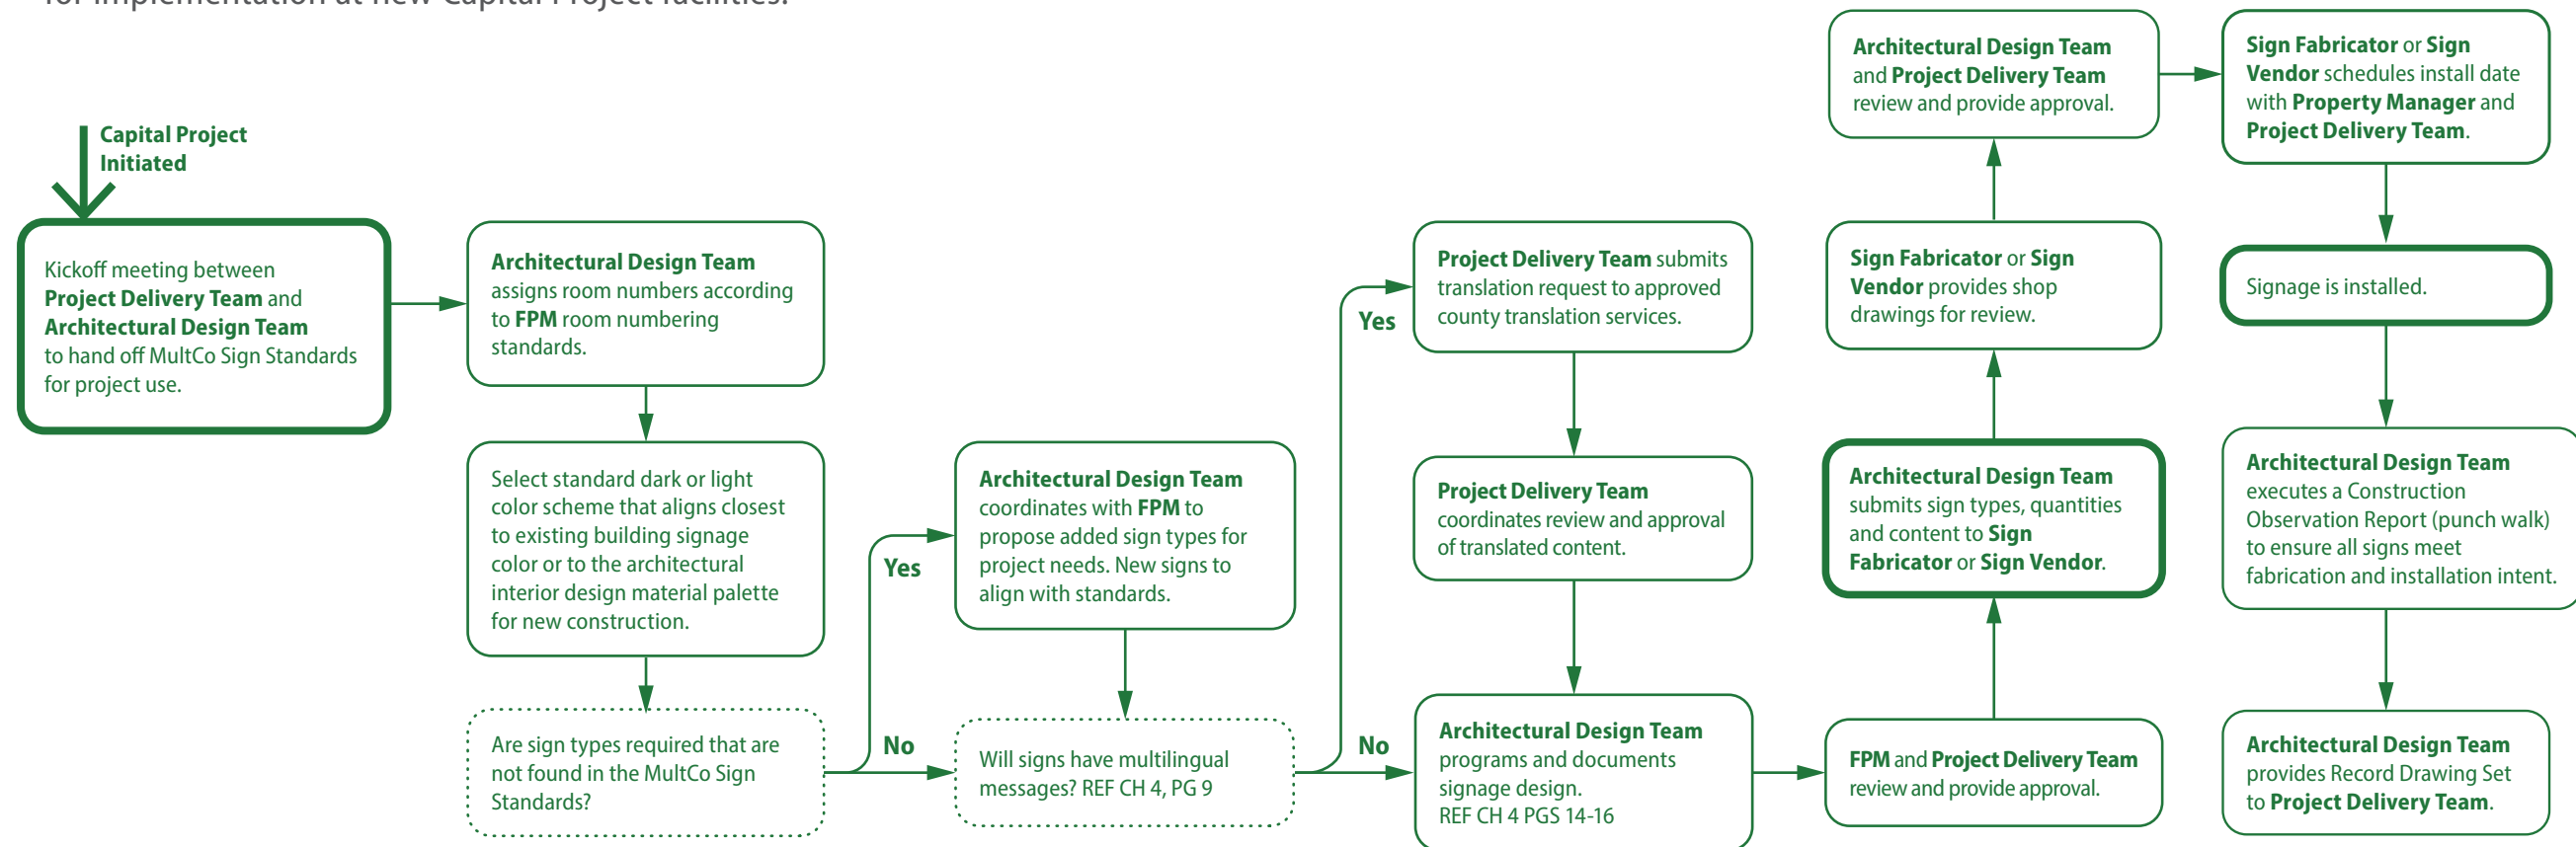 for implementation at new Capital Project facilities.
Capital Project
Initiated
Kickoff meeting between
Project Delivery Team and
Architectural Design Team
to hand off MultCo Sign Standards
for project use.
Architectural Design Team
assigns room numbers according
to FPM room numbering
standards.
Select standard dark or light
color scheme that aligns closest
to existing building signage
color or to the architectural
interior design material palette
for new construction.
Are sign types required that are
not found in the MultCo Sign
Standards?
Yes
No
Architectural Design Team
coordinates with FPM to
propose added sign types for
project needs. New signs to
align with standards.
Will signs have multilingual
messages? REF CH 4, PG 9
Yes
No
Project Delivery Team submits
translation request to approved
county translation services.
Project Delivery Team
coordinates review and approval
of translated content.
Architectural Design Team
programs and documents
signage design.
REF CH 4 PGS 14-16
FPM and Project Delivery Team
review and provide approval.
Architectural Design Team
submits sign types, quantities
and content to Sign
Fabricator or Sign Vendor.
Sign Fabricator or Sign
Vendor provides shop
drawings for review.
Architectural Design Team
and Project Delivery Team
review and provide approval.
Sign Fabricator or Sign
Vendor schedules install date
with Property Manager and
Project Delivery Team.
Signage is installed.
Architectural Design Team
executes a Construction
Observation Report (punch walk)
to ensure all signs meet
fabrication and installation intent.
Architectural Design Team
provides Record Drawing Set
to Project Delivery Team.